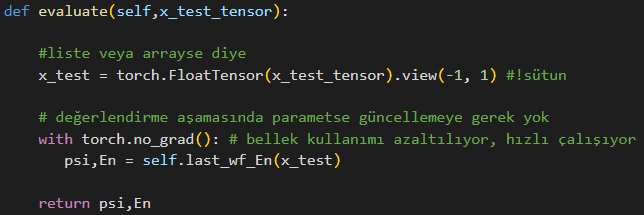 def evaluate(self,x_test_tensor):
#liste veya arrayse diye
x_test = torch.FloatTensor(x_test_tensor).view(-1, 1) #!sütun
# değerlendirme aşamasında parametse güncellemeye gerek yok
with torch.no_grad(): # bellek kullanımı azaltılıyor, hızlı çalışıyor
psi,En = self.last_wf_En(x_test)
return psi,En